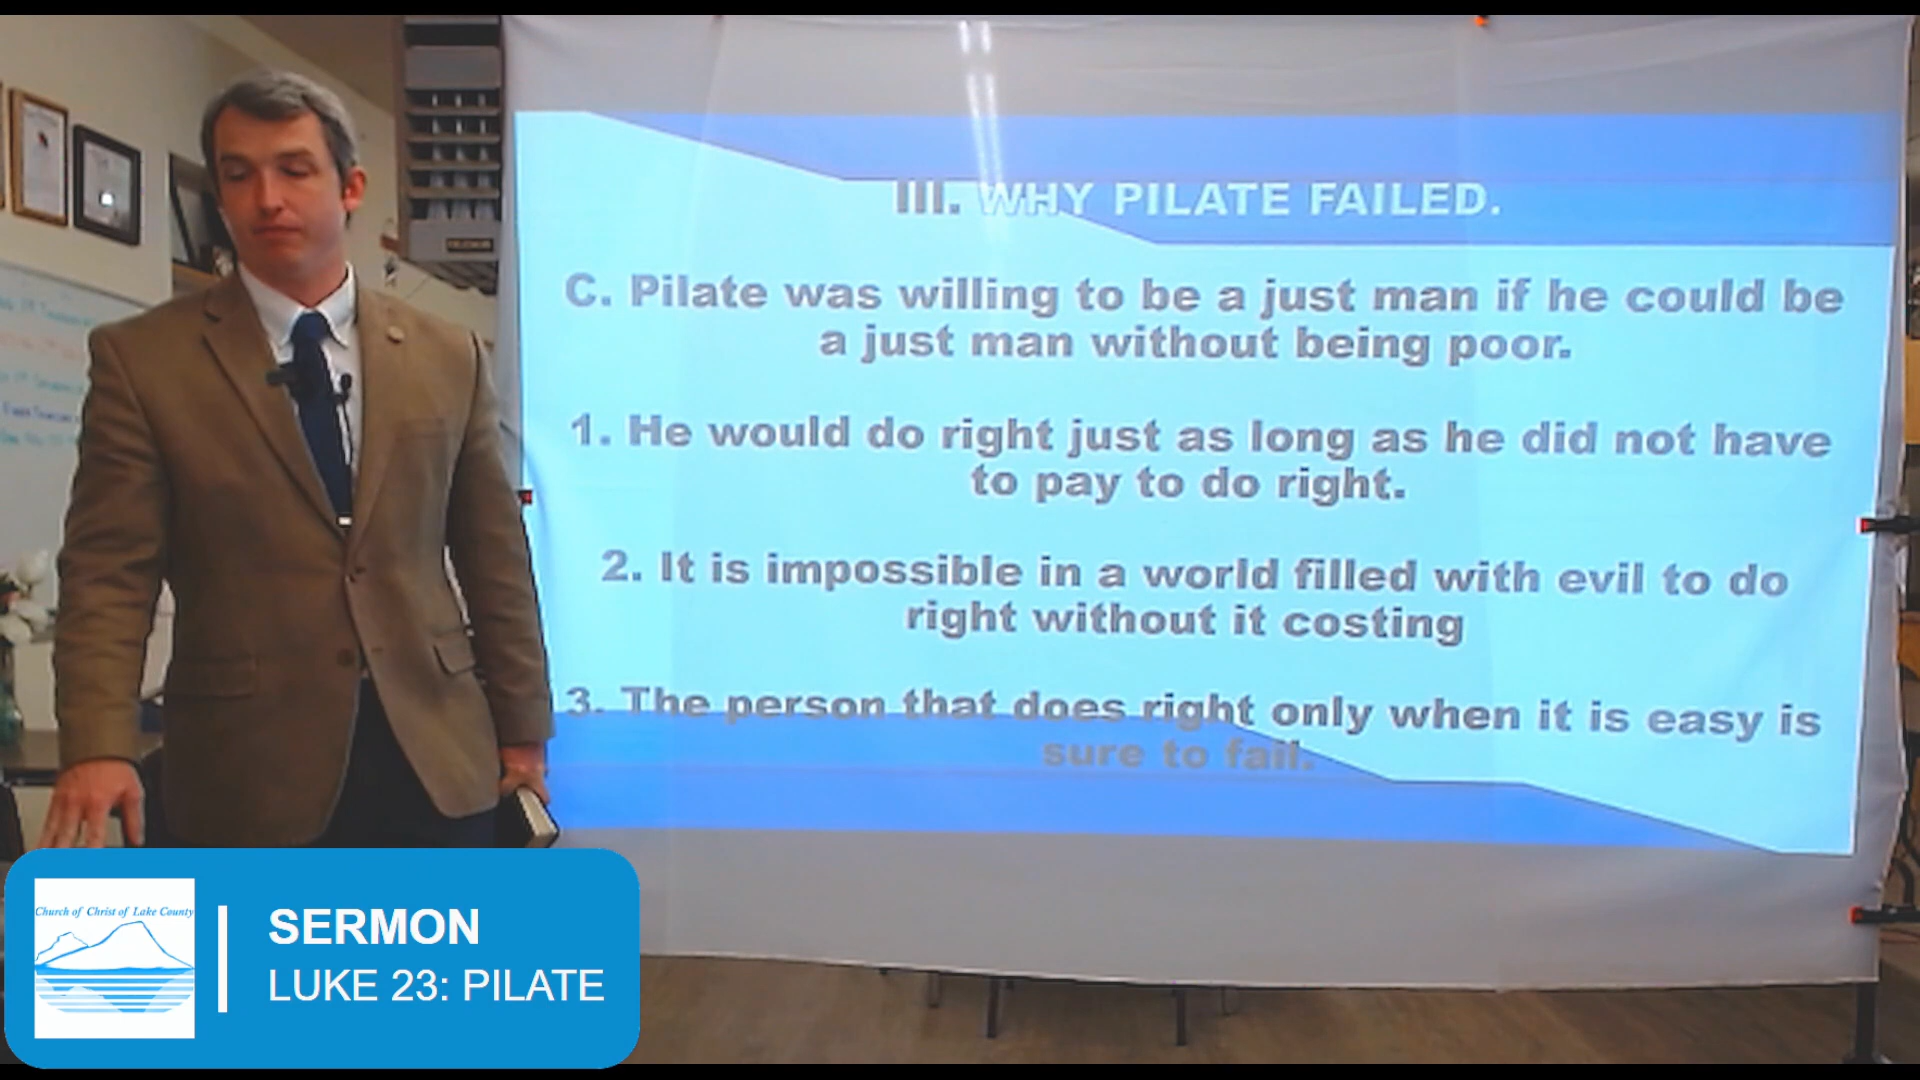 III. WHY PILATE FAILED.
C. Pilate was willing to be a just man if he could be
a just man without being poor.
1. He would do right just as long as he did not have
to pay to do right.
2. It is impossible in a world filled with evil to do
right without it costing
3. The person that does right only when it is easy is
sure to fail.
Church of Christ of Lake County
SERMON
LUKE 23: PILATE